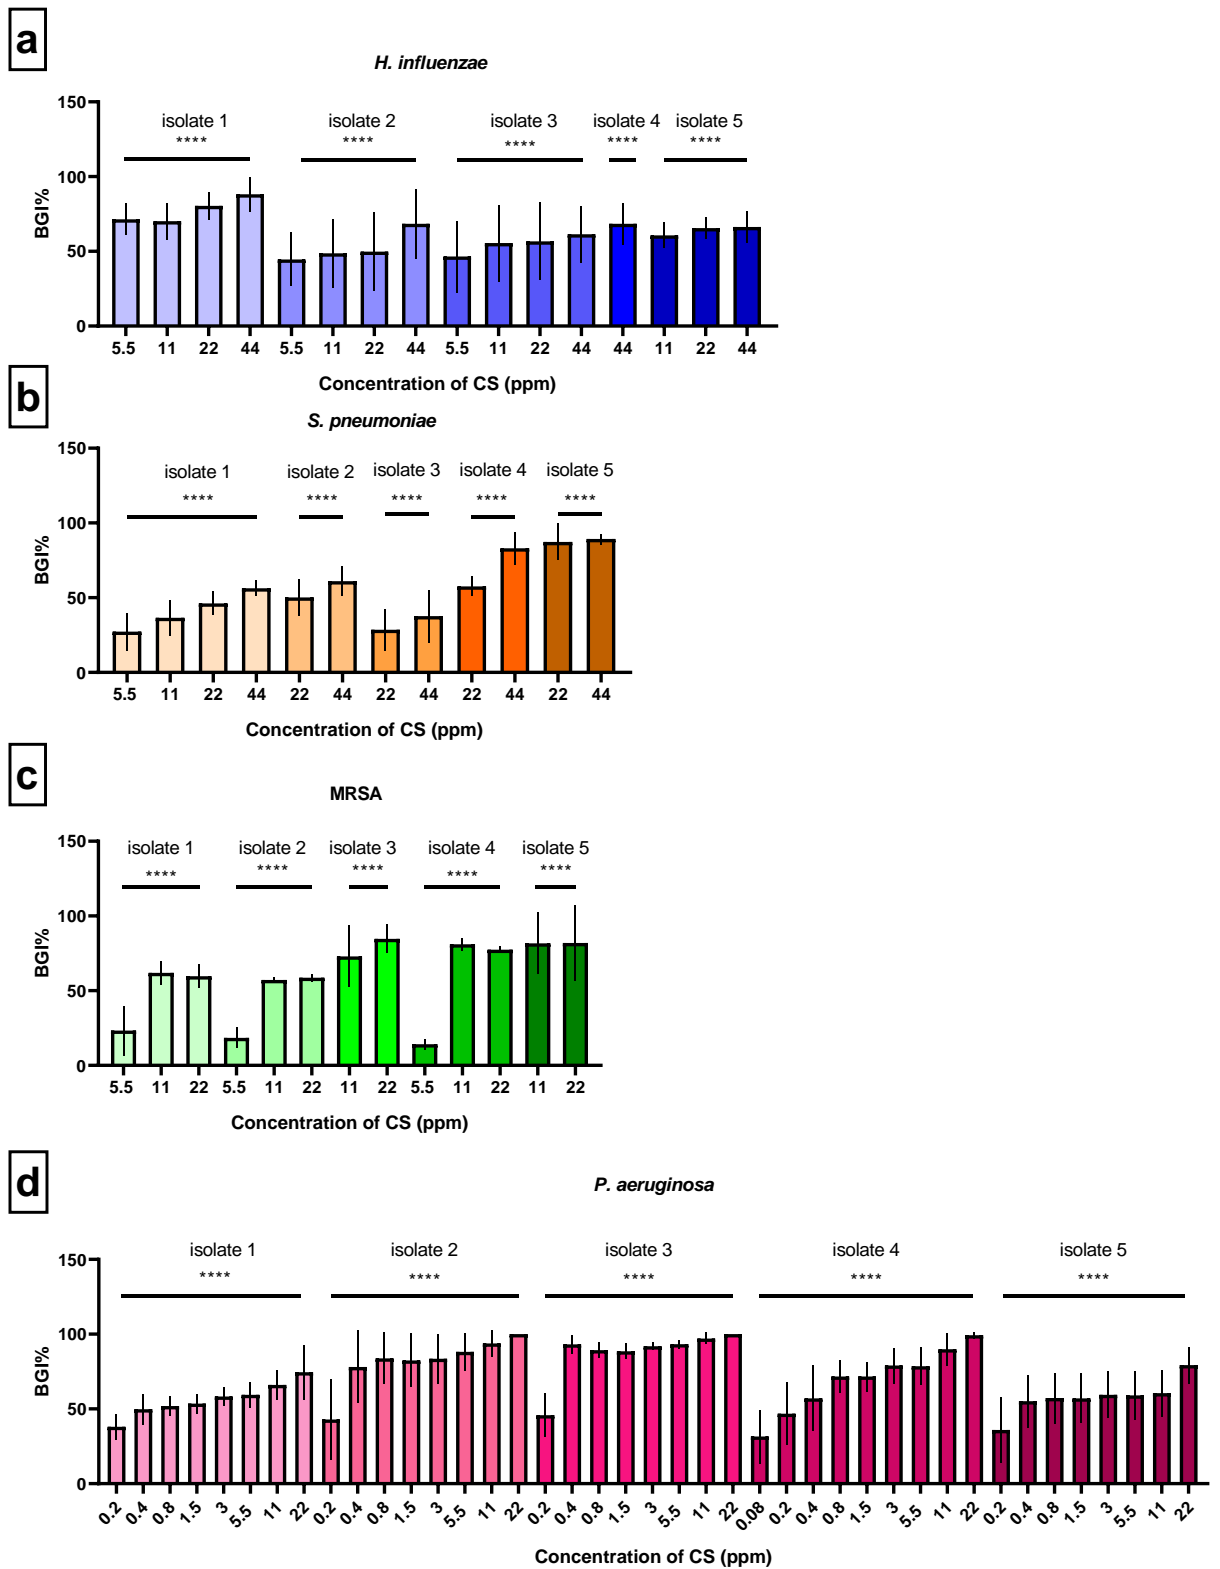 a
H. influenzae
150
isolate 1 isolate 2 isolate 3 isolate 4 isolate 5
**** **** **** **** ****
100
BGI%
50
0
5.5 11 22 44 5.5 11 22 44 5.5 11 22 44 44 11 22 44
Concentration of CS (ppm)
b
S. pneumoniae
150
isolate 1 isolate 2 isolate 3 isolate 4 isolate 5
**** **** **** **** ****
100
BGI%
50
0
5.5 11 22 44 22 44 22 44 22 44 22 44
Concentration of CS (ppm)
c
MRSA
150
isolate 1 isolate 2 isolate 3 isolate 4 isolate 5
**** **** **** **** ****
100
BGI%
50
0
5.5 11 22 5.5 11 22 11 22 5.5 11 22 11 22
Concentration of CS (ppm)
d
P. aeruginosa
isolate 1 isolate 2 isolate 3 isolate 4 isolate 5
150
**** **** **** **** ****
100
BGI%
50
0
0.2 0.4 0.8 1.5 3 5.5 11 22 0.2 0.4 0.8 1.5 3 5.5 11 22 0.2 0.4 0.8 1.5 3 5.5 11 22 0.08 0.2 0.4 0.8 1.5 3 5.5 11 22 0.2 0.4 0.8 1.5 3 5.5 11 22
Concentration of CS (ppm)